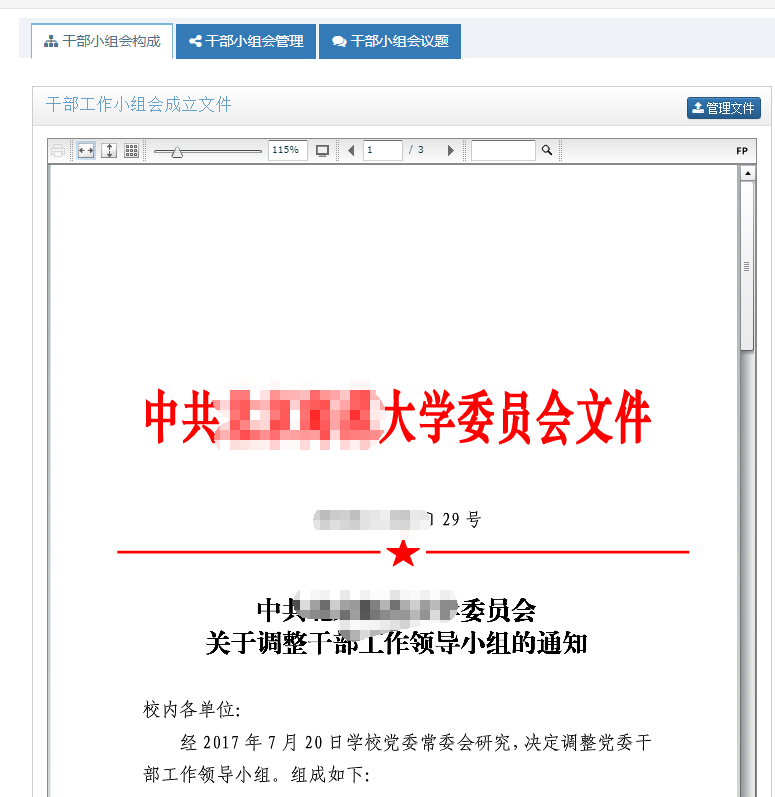 干部小组会构成 干部小组会管理 干部小组会议题
干部工作小组会成立文件 管理文件
115% 1 / 3 FP
中共 大学委员会文件
29 号
中共 委员会
关于调整干部工作领导小组的通知
校内各单位:
经 2017 年 7 月 20 日学校党委常委会研究,决定调整党委干
部工作领导小组。组成如下: